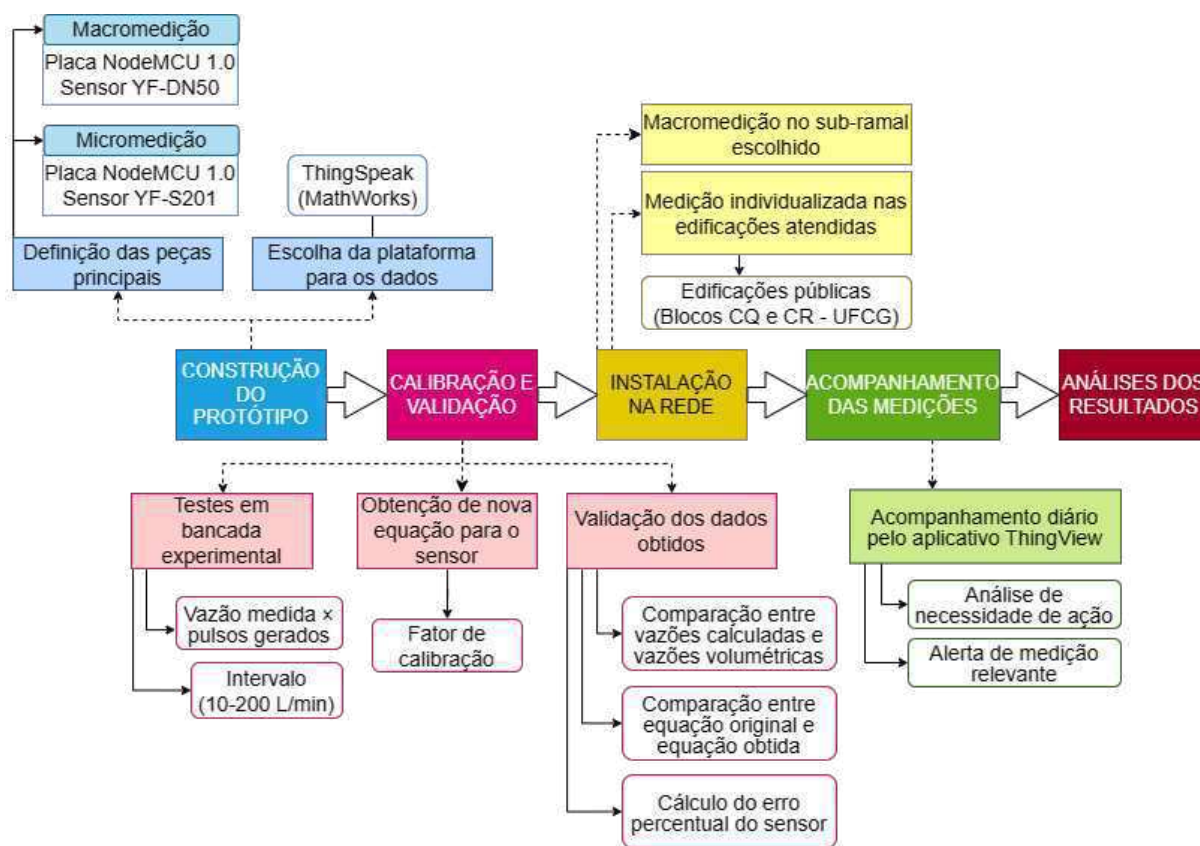 Macromedição
Placa NodeMCU 1.0
Sensor YF-DN50
Micromedição
Placa NodeMCU 1.0
Sensor YF-S201
ThingSpeak
(MathWorks)
Definição das peças
principais
Escolha da plataforma
para os dados
Macromedição no sub-ramal
escolhido
Medição individualizada nas
edificações atendidas
Edificações públicas
(Blocos CQ e CR - UFCG)
CONSTRUÇÃO
DO
PROTÓTIPO
CALIBRAÇÃO E
VALIDAÇÃO
INSTALAÇÃO
NA REDE
ACOMPANHAMENTO
DAS MEDIÇÕES
ANÁLISES DOS
RESULTADOS
Testes em
bancada
experimental
Vazão medida ×
pulsos gerados
Intervalo
(10-200 L/min)
Obtenção de nova
equação para o
sensor
Fator de
calibração
Validação dos dados
obtidos
Comparação entre
vazões calculadas e
vazões volumétricas
Comparação entre
equação original e
equação obtida
Cálculo do erro
percentual do sensor
Acompanhamento diário
pelo aplicativo ThingView
Análise de
necessidade de ação
Alerta de medição
relevante